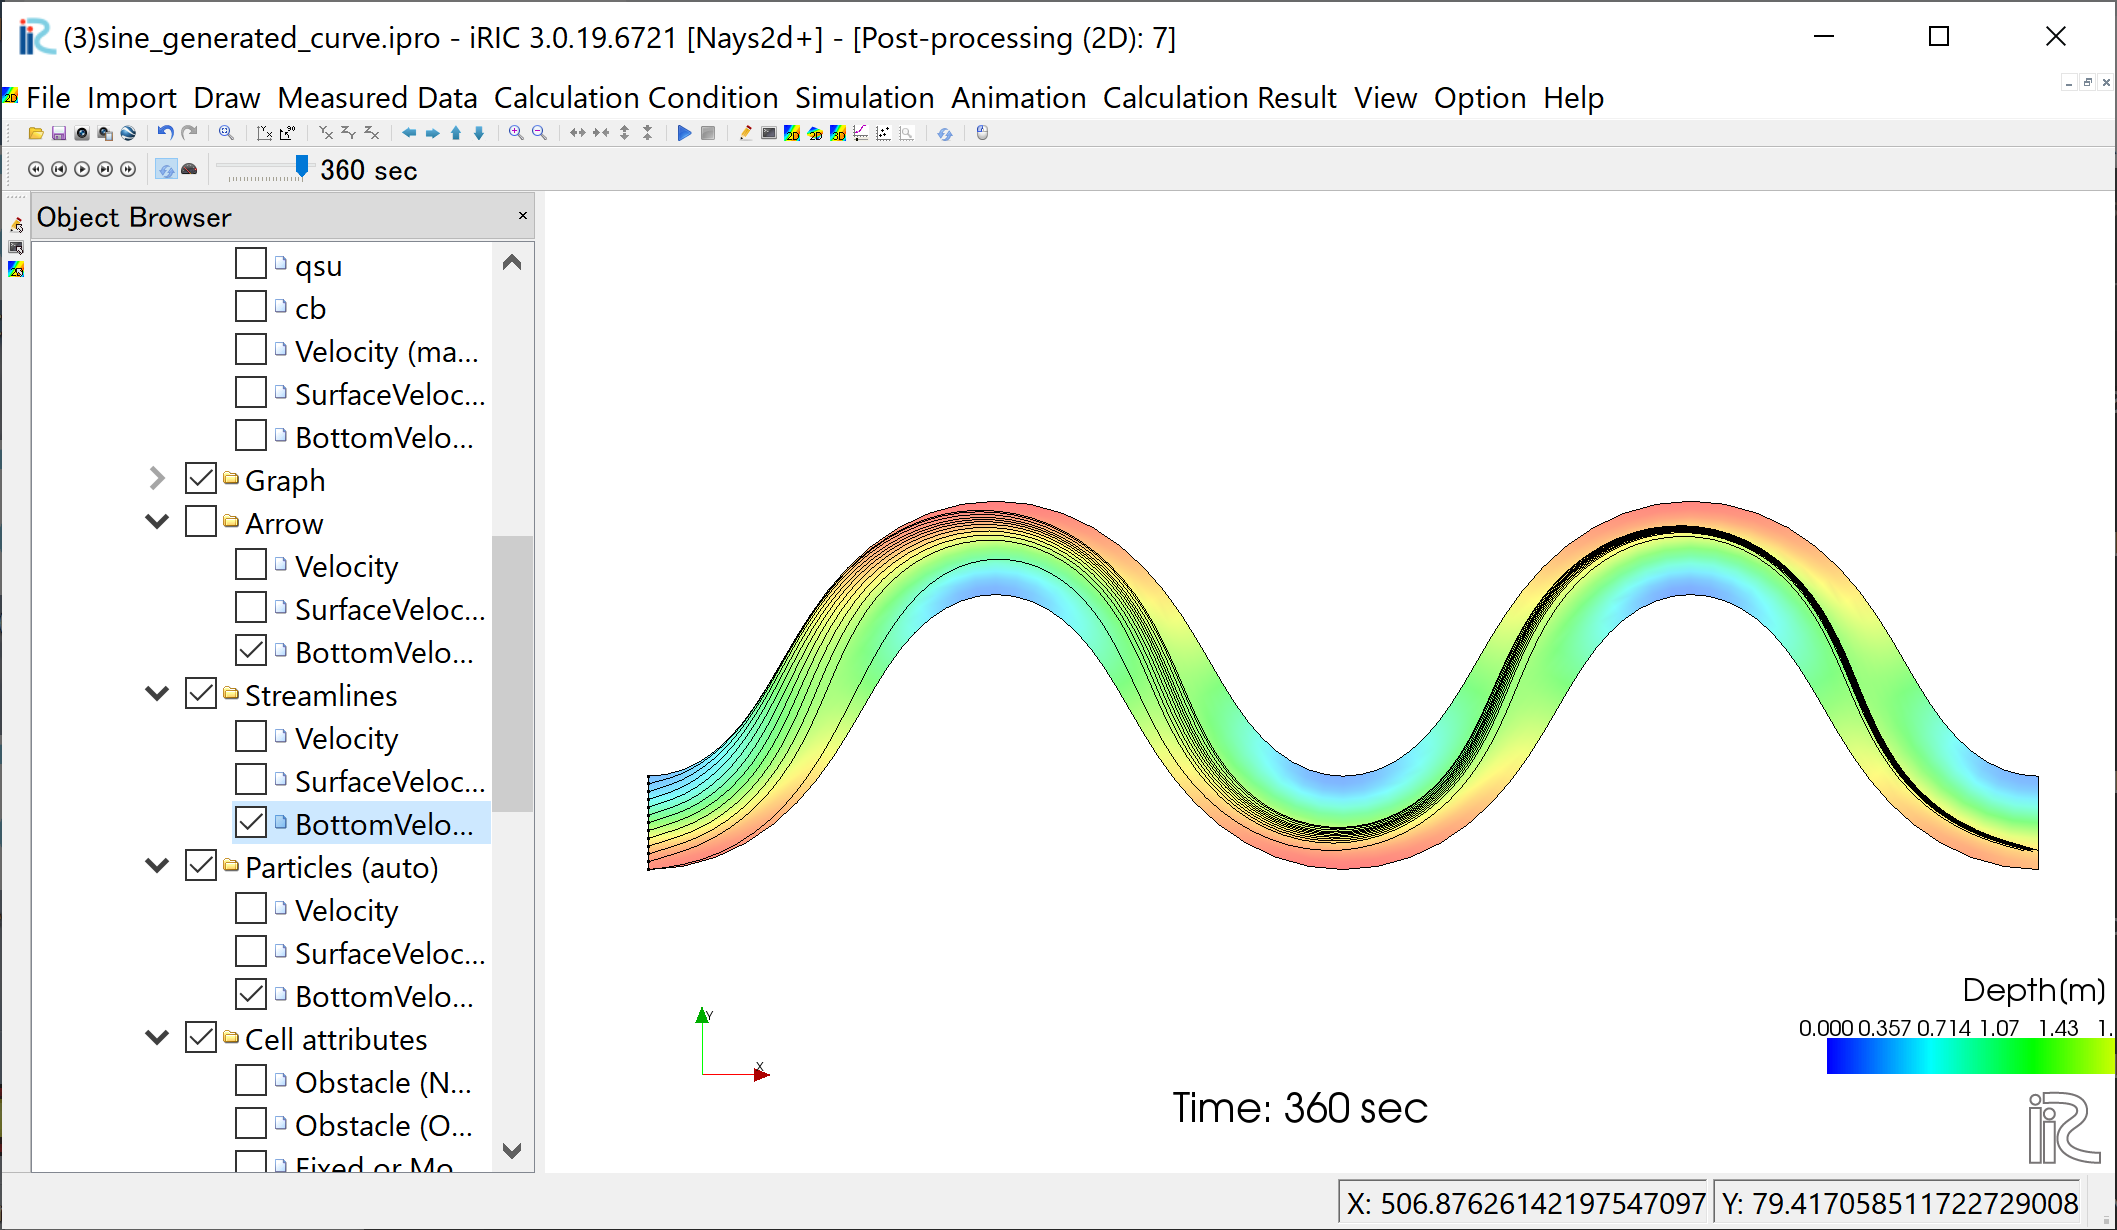 (3)sine_generated_curve.ipro - iRIC 3.0.19.6721 [Nays2d+] - [Post-processing (2D): 7]
File Import Draw Measured Data Calculation Condition Simulation Animation Calculation Result View Option Help
360 sec
Object Browser
qsu
cb
Velocity (ma...
SurfaceVeloc...
BottomVelo...
Graph
Arrow
Velocity
SurfaceVeloc...
BottomVelo...
Streamlines
Velocity
SurfaceVeloc...
BottomVelo...
Particles (auto)
Velocity
SurfaceVeloc...
BottomVelo...
Cell attributes
Obstacle (N...
Obstacle (O...
Fixed or Mo
Depth(m)
0.000 0.357 0.714 1.07 1.43 1.
Y
X
Time: 360 sec
iRIC
X: 506.87626142197547097
Y: 79.417058511722729008